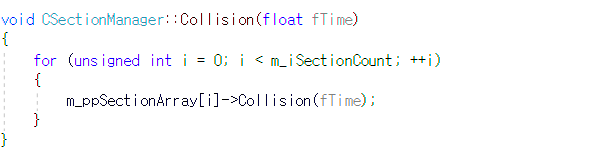 void CSectionManager::Collision(float fTime)
{
    for (unsigned int i = 0; i < m_iSectionCount; ++i)
    {
        m_ppSectionArray[i]->Collision(fTime);
    }
}